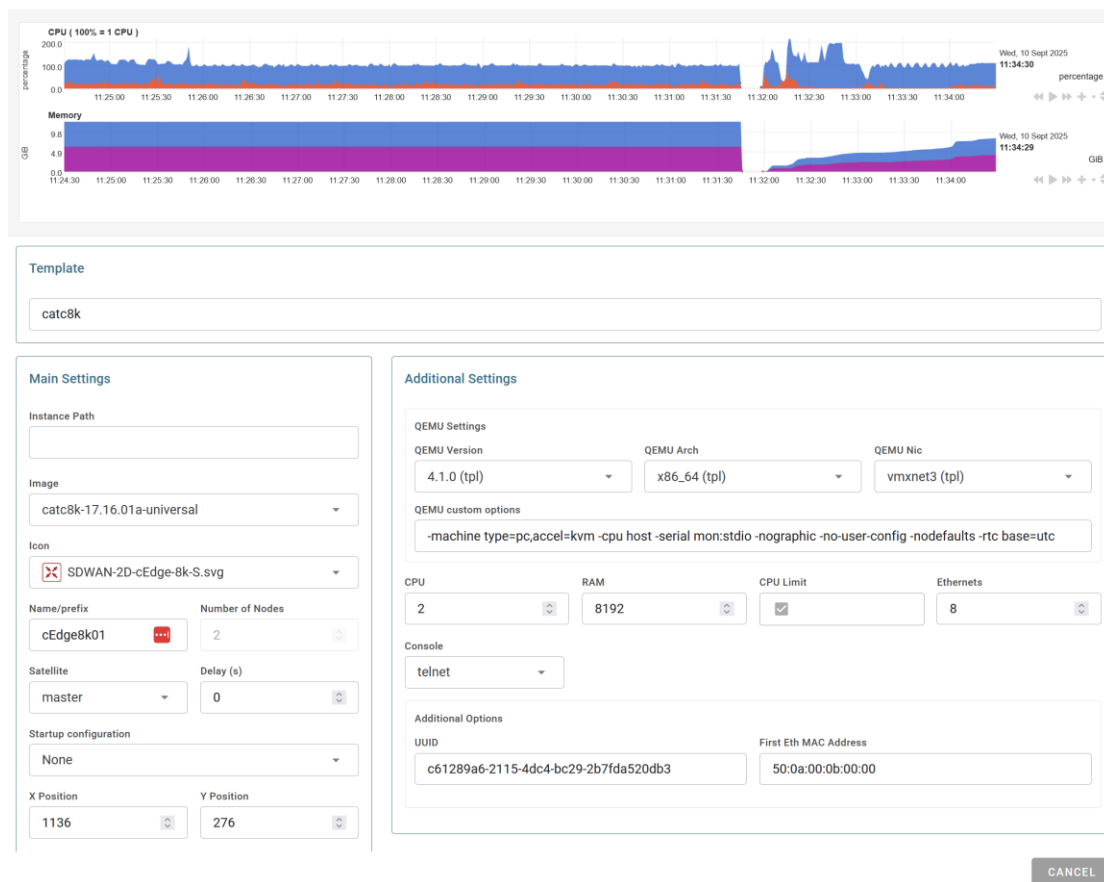 CPU ( 100% = 1 CPU )
percentage
200.0
100.0
0.0
11:25:00 11:25:30 11:26:00 11:26:30 11:27:00 11:27:30 11:28:00 11:28:30 11:29:00 11:29:30 11:30:00 11:30:30 11:31:00 11:31:30 11:32:00 11:32:30 11:33:00 11:33:30 11:34:00
Wed, 10 Sept 2025
11:34:30
percentage
Memory
GiB
9.8
4.9
0.0
11:24:30 11:25:00 11:25:30 11:26:00 11:26:30 11:27:00 11:27:30 11:28:00 11:28:30 11:29:00 11:29:30 11:30:00 11:30:30 11:31:00 11:31:30 11:32:00 11:32:30 11:33:00 11:33:30 11:34:00
Wed, 10 Sept 2025
11:34:29
GiB
Template
catc8k
Main Settings
Instance Path
Image
catc8k-17.16.01a-universal
Icon
SDWAN-2D-cEdge-8k-S.svg
Name/prefix Number of Nodes
cEdge8k01 2
Satellite Delay (s)
master 0
Startup configuration
None
X Position Y Position
1136 276
Additional Settings
QEMU Settings
QEMU Version QEMU Arch QEMU Nic
4.1.0 (tpl) x86_64 (tpl) vmxnet3 (tpl)
QEMU custom options
-machine type=pc,accel=kvm -cpu host -serial mon:stdio -nographic -no-user-config -nodefaults -rtc base=utc
CPU RAM CPU Limit Ethernets
2 8192 8
Console
telnet
Additional Options
UUID First Eth MAC Address
c61289a6-2115-4dc4-bc29-2b7fda520db3 50:0a:00:0b:00:00
CANCEL